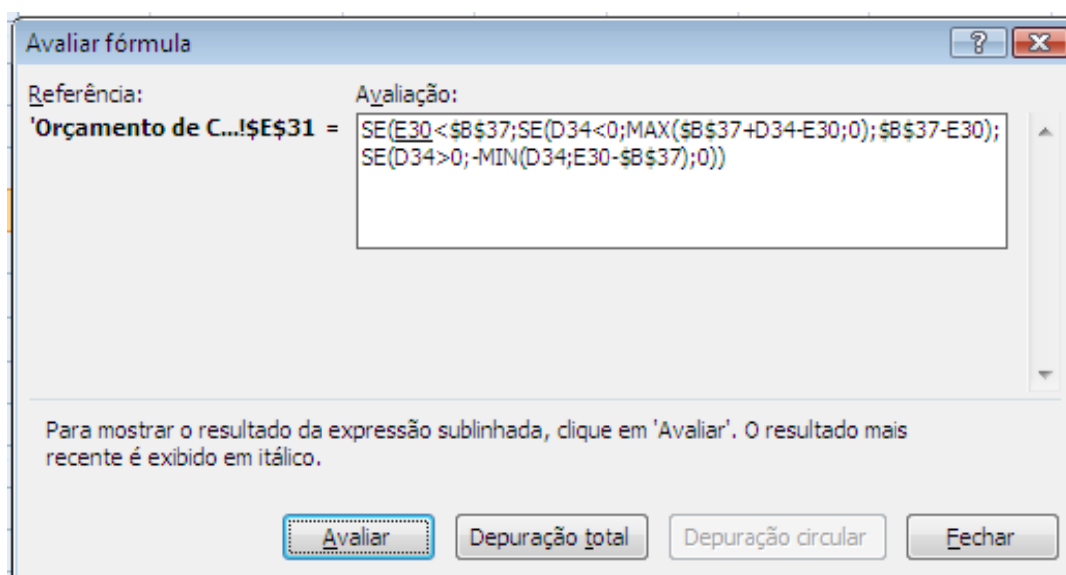 Avaliar fórmula
Referência:
Avaliação:
'Orçamento de C...!$E$31 =
SE(E30<$B$37;SE(D34<0;MAX($B$37+D34-E30;0);$B$37-E30);
SE(D34>0;-MIN(D34;E30-$B$37);0))
Para mostrar o resultado da expressão sublinhada, clique em 'Avaliar'. O resultado mais
recente é exibido em itálico.
Avaliar
Depuração total
Depuração circular
Fechar